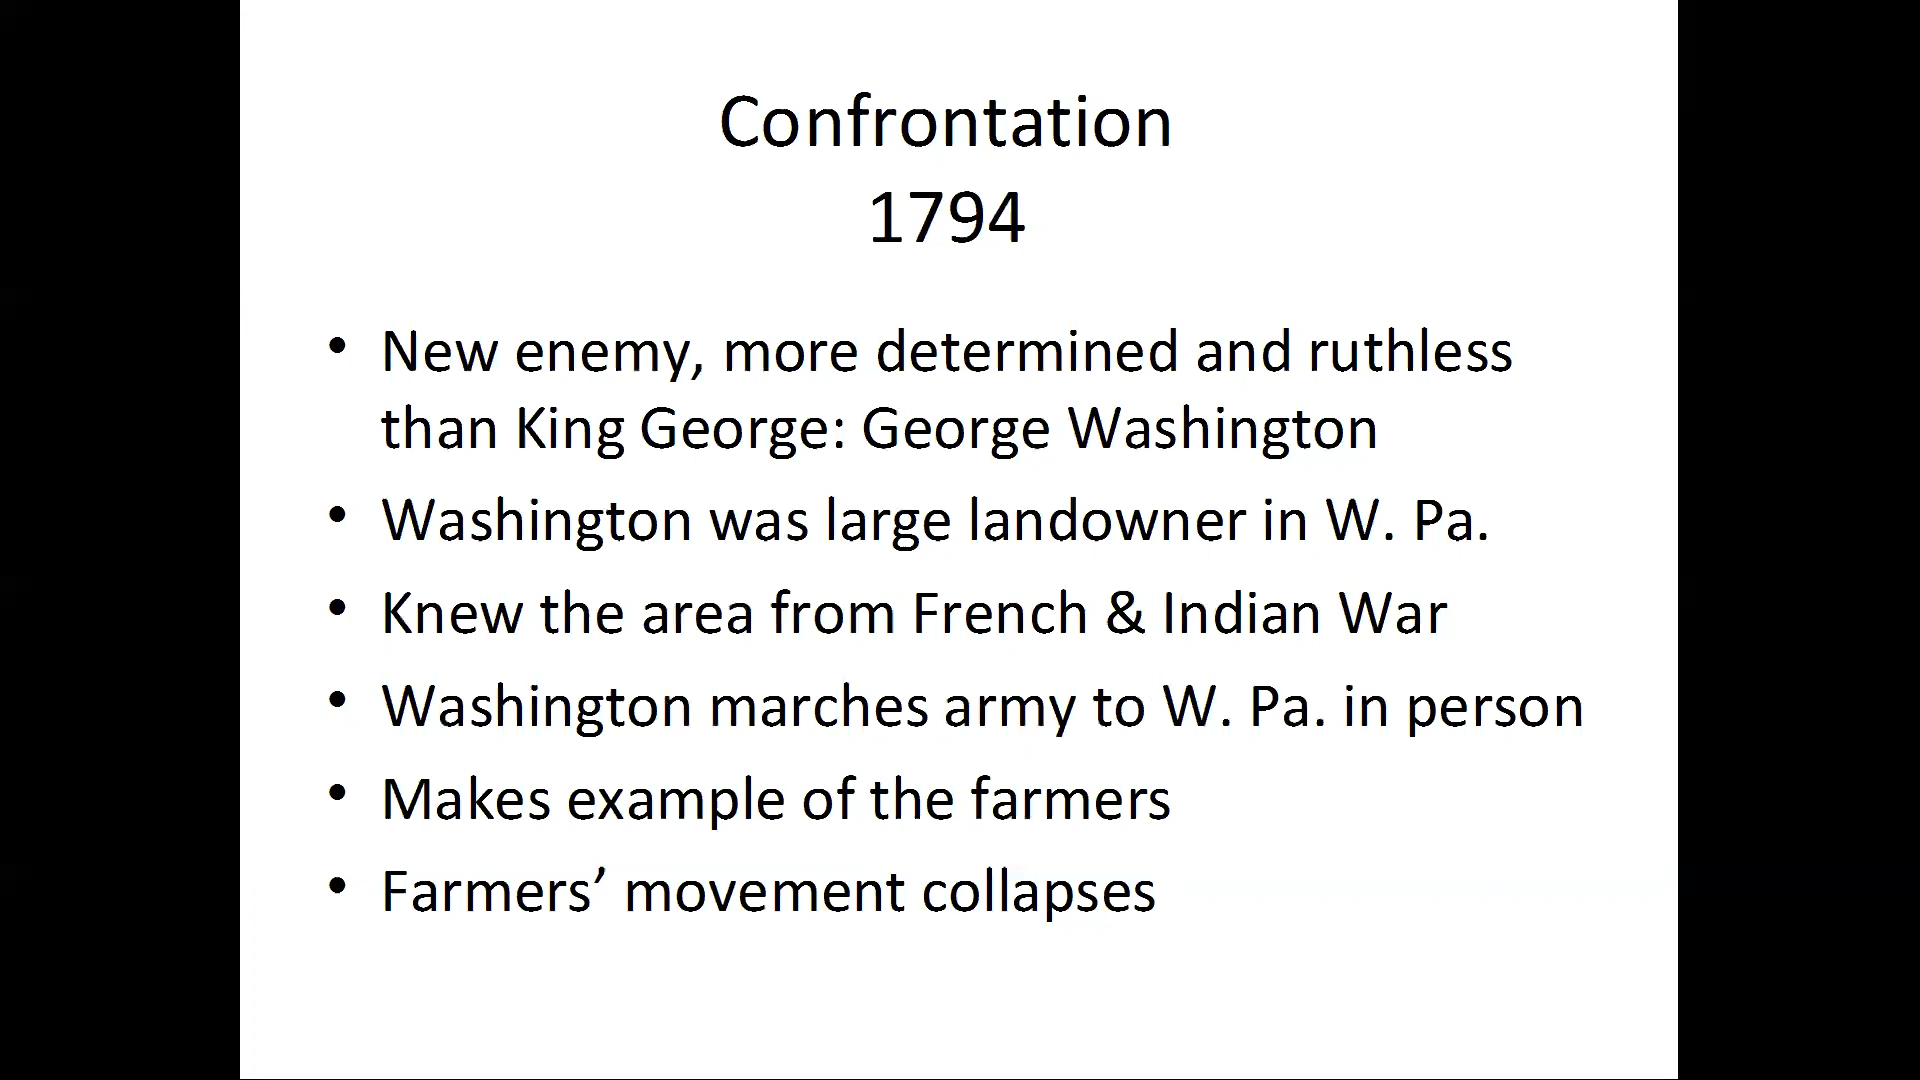 Confrontation
1794
• New enemy, more determined and ruthless
than King George: George Washington
• Washington was large landowner in W. Pa.
• Knew the area from French & Indian War
• Washington marches army to W. Pa. in person
• Makes example of the farmers
• Farmers’ movement collapses